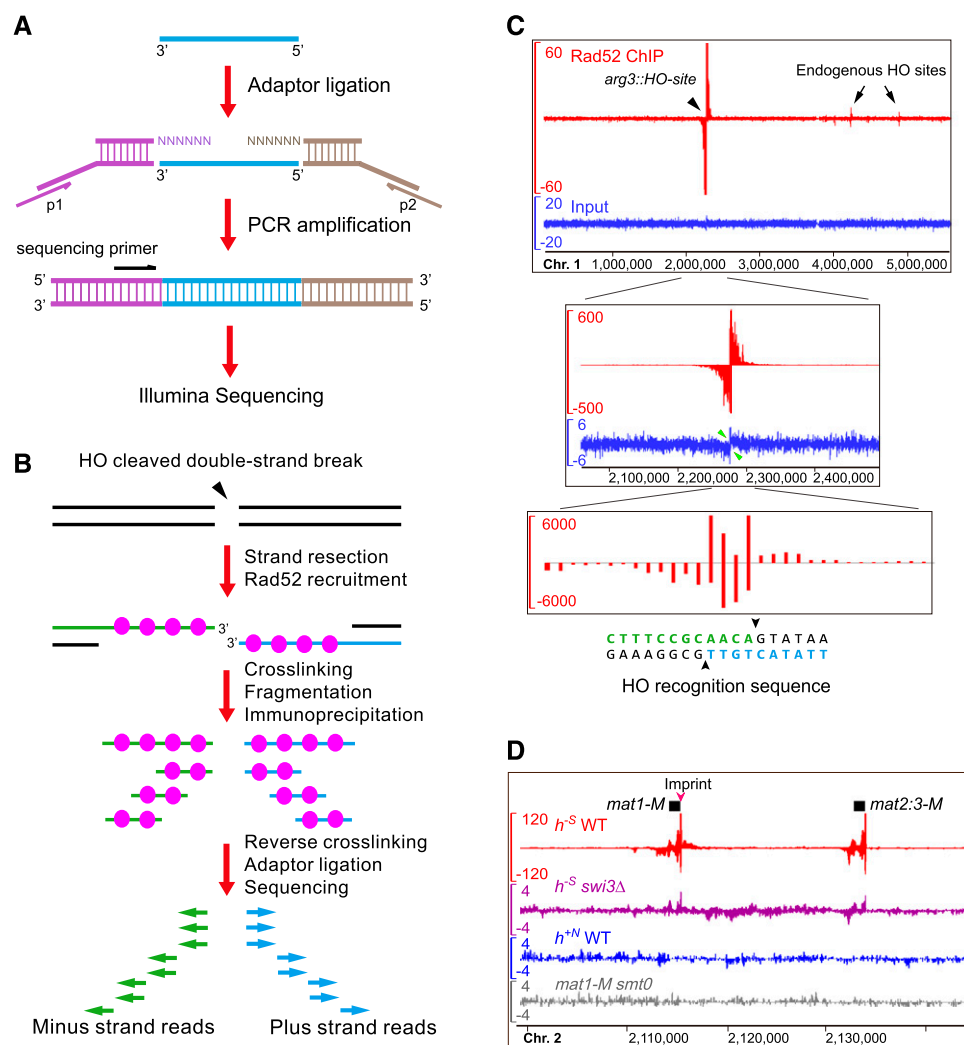 A
3' 5'
Adaptor ligation
NNNNNN NNNNNN
3' 5'
p1 p2
PCR amplification
sequencing primer
5' 3'
3' 5'
Illumina Sequencing
B
HO cleaved double-strand break
Strand resection
Rad52 recruitment
3'
3'
Crosslinking
Fragmentation
Immunoprecipitation
Reverse crosslinking
Adaptor ligation
Sequencing
Minus strand reads Plus strand reads
C
60
Rad52 ChIP
arg3::HO-site
Endogenous HO sites
-60
20
Input
-20
Chr. 1 1,000,000 2,000,000 3,000,000 4,000,000 5,000,000
600
-500
6
-6
2,100,000 2,200,000 2,300,000 2,400,000
6000
-6000
CTTTCCGCAACAGTATAA
GAAAGGCGTTGTCATATT
HO recognition sequence
D
Imprint
mat1-M mat2:3-M
120
h-S WT
-120
4
h-S swi3Δ
-4
4
h+N WT
-4
4
mat1-M smt0
-4
Chr. 2 2,110,000 2,120,000 2,130,000